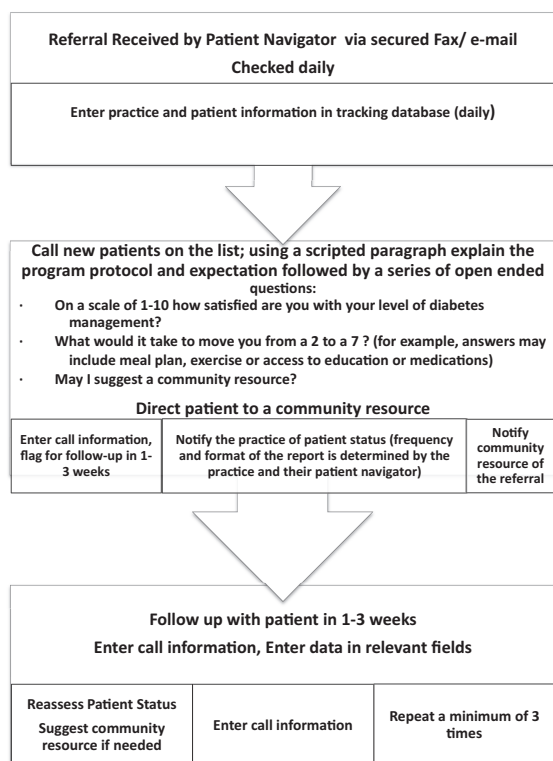 Referral Received by Patient Navigator via secured Fax/ e-mail
Checked daily
Enter practice and patient information in tracking database (daily)
Call new patients on the list; using a scripted paragraph explain the
program protocol and expectation followed by a series of open ended
questions:
· On a scale of 1-10 how satisfied are you with your level of diabetes
management?
· What would it take to move you from a 2 to a 7 ? (for example, answers may
include meal plan, exercise or access to education or medications)
· May I suggest a community resource?
Direct patient to a community resource
Enter call information,
flag for follow-up in 1-
3 weeks
Notify the practice of patient status (frequency
and format of the report is determined by the
practice and their patient navigator)
Notify
community
resource of
the referral
Follow up with patient in 1-3 weeks
Enter call information, Enter data in relevant fields
Reassess Patient Status
Suggest community
resource if needed
Enter call information
Repeat a minimum of 3
times